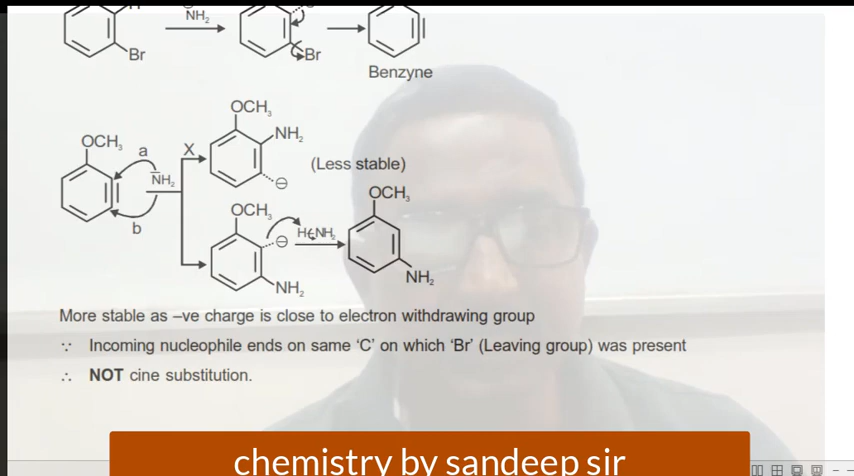 NH₂
Br
Br
Benzyne
OCH₃
OCH₃
a
X
NH₂
N̄H₂
(Less stable)
⊖
OCH₃
b
OCH₃
⊖
H
NH₂
NH₂
NH₂
More stable as –ve charge is close to electron withdrawing group
∵ Incoming nucleophile ends on same ‘C’ on which ‘Br’ (Leaving group) was present
∴ NOT cine substitution.
chemistry by sandeep sir